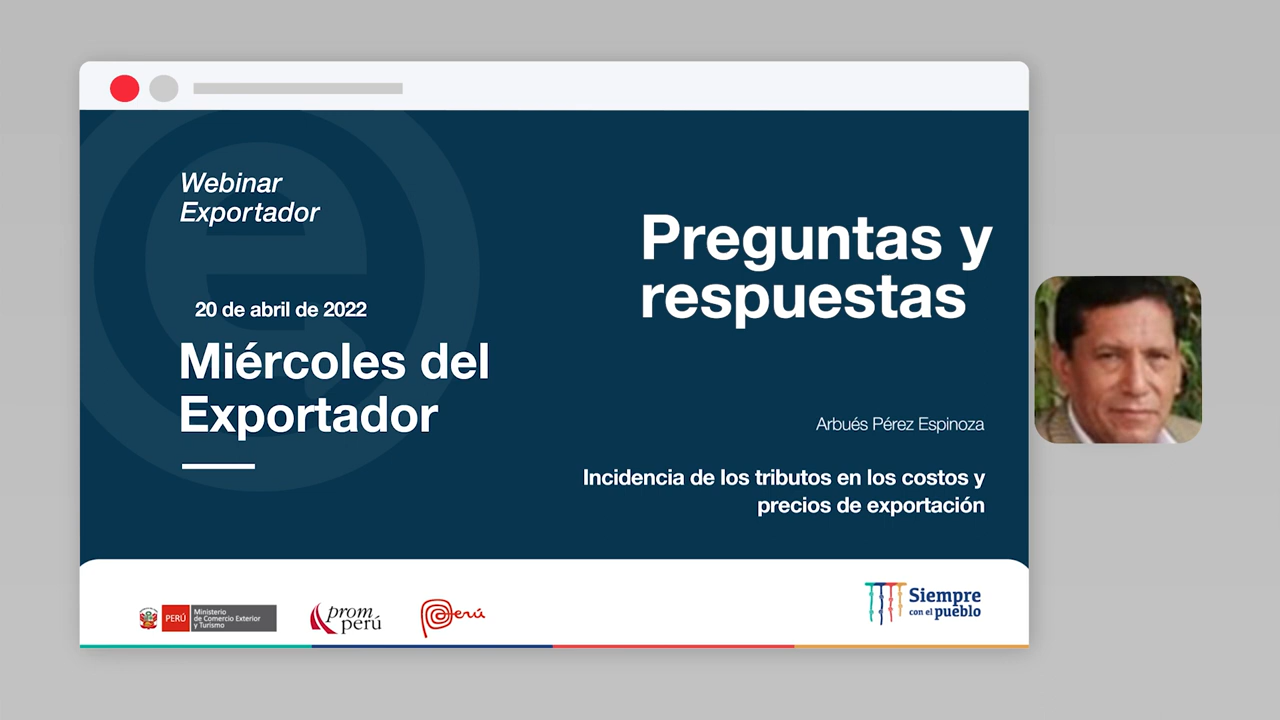 Webinar
Exportador
20 de abril de 2022
Miércoles del
Exportador
Preguntas y
respuestas
Arbués Pérez Espinoza
Incidencia de los tributos en los costos y
precios de exportación
PERÚ
Ministerio
de Comercio Exterior
y Turismo
prom
perú
Perú
Siempre
con el pueblo